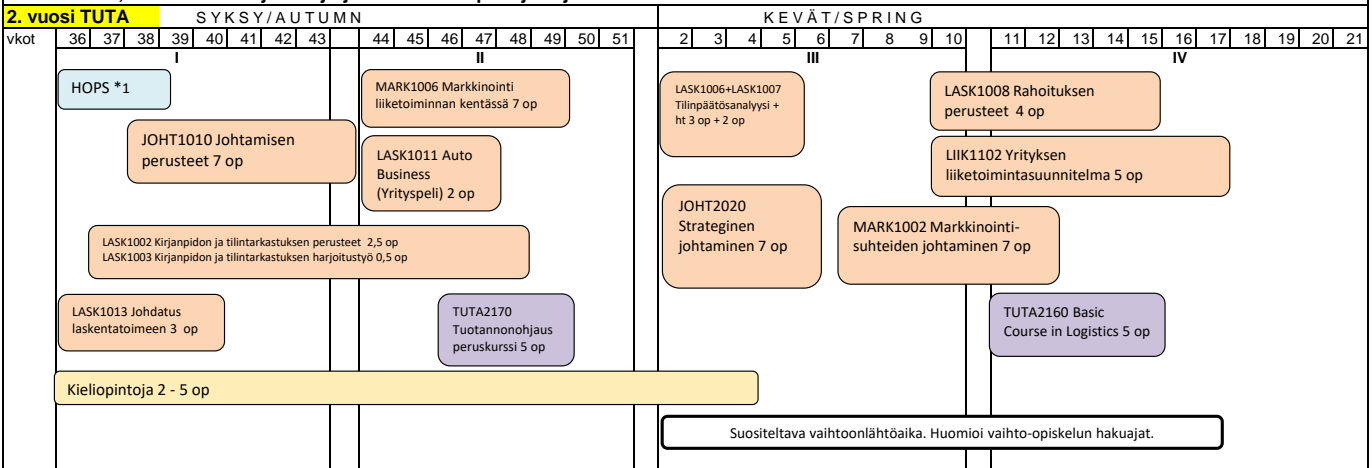 2. vuosi TUTA
SYKSY/AUTUMN
KEVÄT/SPRING
vkot 36 37 38 39 40 41 42 43 44 45 46 47 48 49 50 51 2 3 4 5 6 7 8 9 10 11 12 13 14 15 16 17 18 19 20 21
I II III IV
HOPS *1
MARK1006 Markkinointi
liiketoiminnan kentässä 7 op
LASK1006+LASK1007
Tilinpäätösanalyysi +
ht 3 op + 2 op
LASK1008 Rahoituksen
perusteet 4 op
JOHT1010 Johtamisen
perusteet 7 op
LASK1011 Auto
Business
(Yrityspeli) 2 op
LIIK1102 Yrityksen
liiketoimintasuunnitelma 5 op
JOHT2020
Strateginen
johtaminen 7 op
MARK1002 Markkinointi-
suhteiden johtaminen 7 op
LASK1002 Kirjanpidon ja tilintarkastuksen perusteet 2,5 op
LASK1003 Kirjanpidon ja tilintarkastuksen harjoitustyö 0,5 op
LASK1013 Johdatus
laskentatoimeen 3 op
TUTA2170
Tuotannonohjaus
peruskurssi 5 op
TUTA2160 Basic
Course in Logistics 5 op
Kieliopintoja 2 - 5 op
Suositeltava vaihtoonlähtöaika. Huomioi vaihto-opiskelun hakuajat.